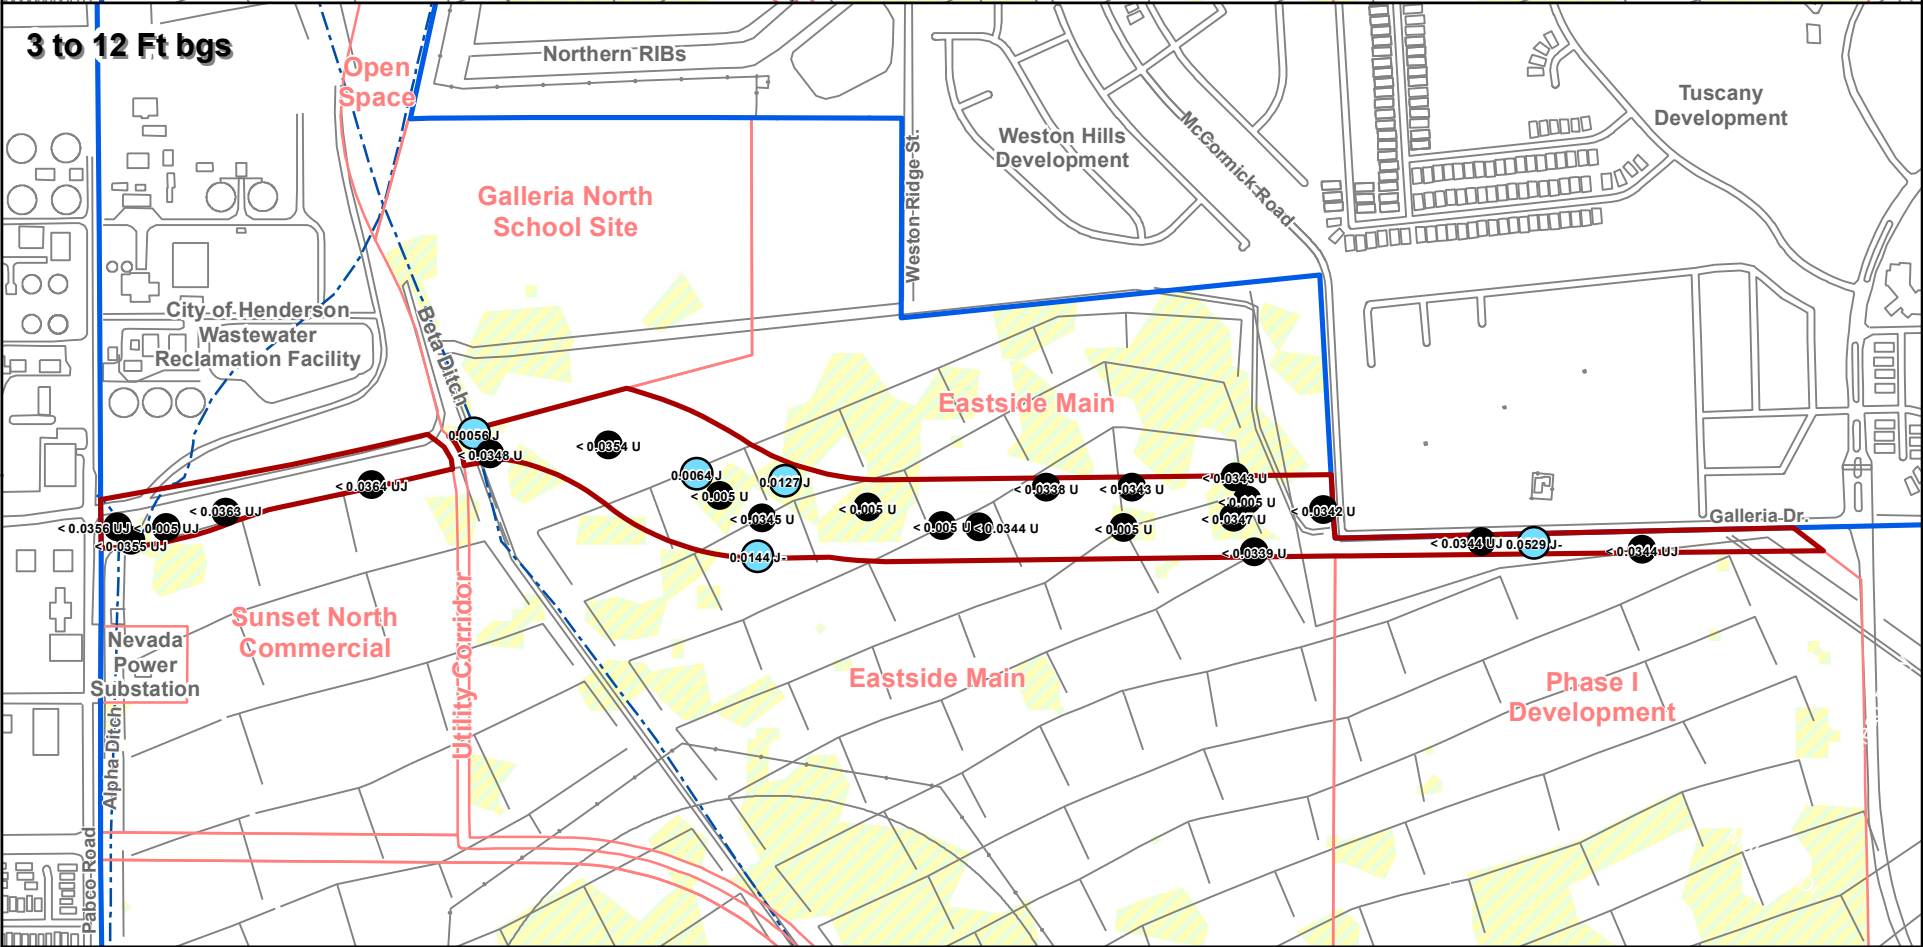 3 to 12 Ft bgs
Open
Space
Northern RIBs
Weston Hills
Development
McCormick Road
Weston-Ridge-St.
Tuscany
Development
Galleria North
School Site
City of Henderson
Wastewater
Reclamation Facility
Beta-Ditch
Eastside Main
0.0056 J
< 0.0348 U
< 0.0354 U
0.0064 J
< 0.005 U
0.0127 J
< 0.0345 U
0.0144 J-
< 0.005 U
< 0.005 U
< 0.0344 U
< 0.0338 U
< 0.0343 U
< 0.005 U
< 0.0343 U
< 0.005 U
< 0.0347 U
< 0.0339 U
< 0.0342 U
< 0.0344 UJ
0.0529 J-
< 0.0344 UJ
Galleria Dr.
< 0.0364 UJ
< 0.0363 UJ
< 0.0356 UJ
< 0.005 UJ
< 0.0355 UJ
Sunset North
Commercial
Utility Corridor
Nevada
Power
Substation
Alpha-Ditch
Pabco-Road
Eastside Main
Phase I
Development